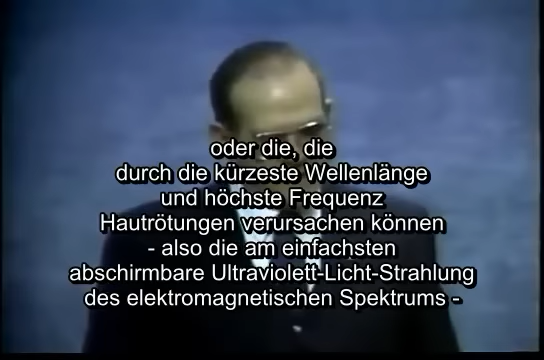 oder die, die
durch die kürzeste Wellenlänge
und höchste Frequenz
Hautrötungen verursachen können
- also die am einfachsten
abschirmbare Ultraviolett-Licht-Strahlung
des elektromagnetischen Spektrums -